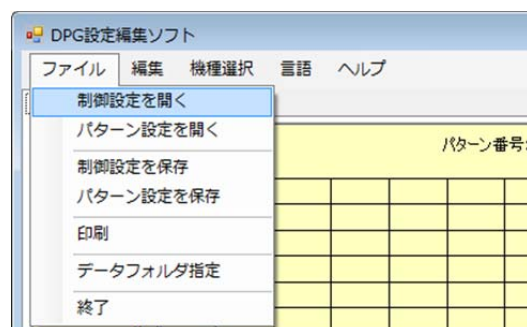 DPG設定編集ソフト
ファイル 編集 機種選択 言語 ヘルプ
制御設定を開く
パターン設定を開く
パターン番号:
制御設定を保存
パターン設定を保存
印刷
データフォルダ指定
終了